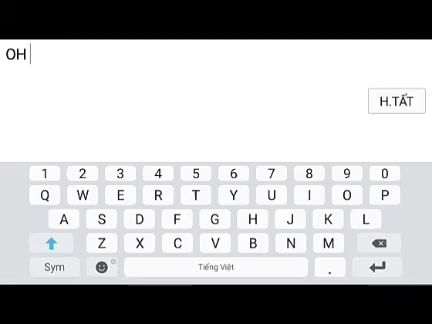 OH
H.TẤT
1 2 3 4 5 6 7 8 9 0
Q W E R T Y U I O P
A S D F G H J K L
Z X C V B N M
Sym Tiếng Việt .